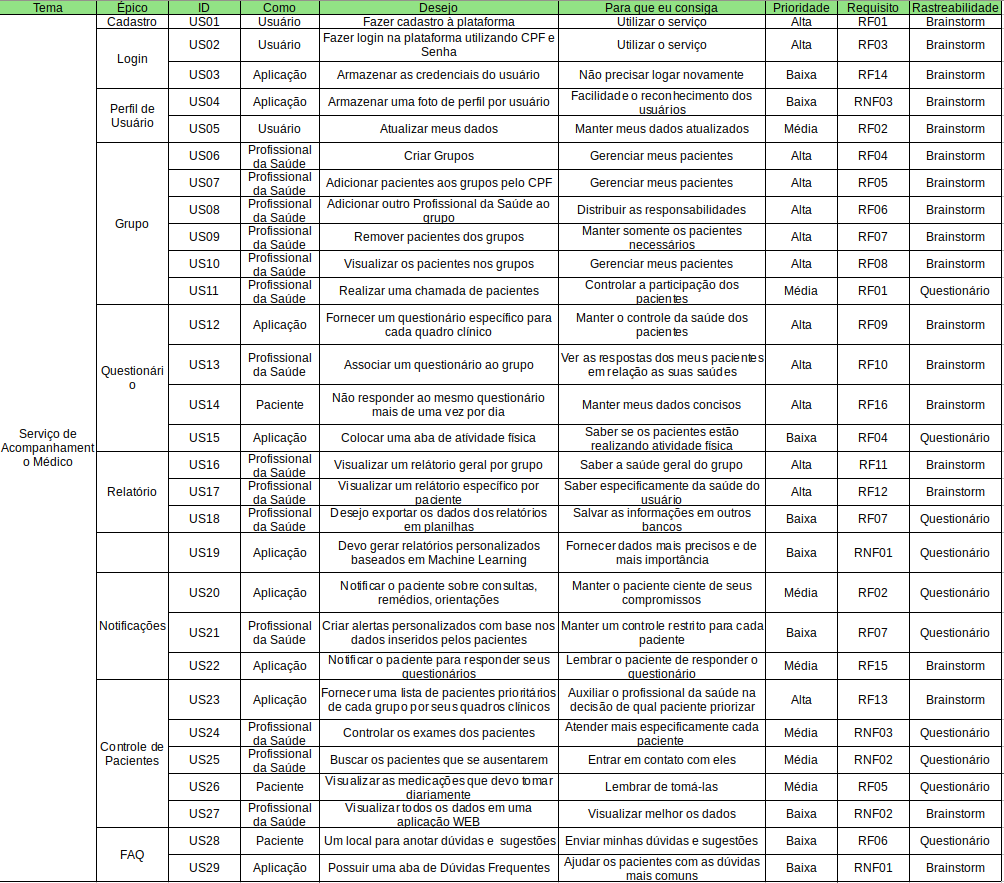 Tema Épico ID Como Desejo Para que eu consiga Prioridade Requisito Rastreabilidade
Serviço de
Acompanhament
o Médico
Cadastro
US01 Usuário Fazer cadastro à plataforma Utilizar o serviço Alta RF01 Brainstorm
Login
US02 Usuário Fazer login na plataforma utilizando CPF e
Senha Utilizar o serviço Alta RF03 Brainstorm
US03 Aplicação Armazenar as credenciais do usuário Não precisar logar novamente Baixa RF14 Brainstorm
Perfil de
Usuário
US04 Aplicação Armazenar uma foto de perfil por usuário Facilidade o reconhecimento dos
usuários Baixa RNF03 Brainstorm
US05 Usuário Atualizar meus dados Manter meus dados atualizados Média RF02 Brainstorm
Grupo
US06 Profissional
da Saúde Criar Grupos Gerenciar meus pacientes Alta RF04 Brainstorm
US07 Profissional
da Saúde Adicionar pacientes aos grupos pelo CPF Gerenciar meus pacientes Alta RF05 Brainstorm
US08 Profissional
da Saúde Adicionar outro Profissional da Saúde ao
grupo Distribuir as responsabilidades Alta RF06 Brainstorm
US09 Profissional
da Saúde Remover pacientes dos grupos Manter somente os pacientes
necessários Alta RF07 Brainstorm
US10 Profissional
da Saúde Visualizar os pacientes nos grupos Gerenciar meus pacientes Alta RF08 Brainstorm
US11 Profissional
da Saúde Realizar uma chamada de pacientes Controlar a participação dos
pacientes Média RF01 Questionário
Questionári
o
US12 Aplicação Fornecer um questionário específico para
cada quadro clínico Manter o controle da saúde dos
pacientes Alta RF09 Brainstorm
US13 Profissional
da Saúde Associar um questionário ao grupo Ver as respostas dos meus pacientes
em relação as suas saúdes Alta RF10 Brainstorm
US14 Paciente Não responder ao mesmo questionário
mais de uma vez por dia Manter meus dados concisos Alta RF16 Brainstorm
US15 Aplicação Colocar uma aba de atívidade física Saber se os pacientes estão
realizando atividade física Baixa RF04 Questionário
Relatório
US16 Profissional
da Saúde Visualizar um relátorio geral por grupo Saber a saúde geral do grupo Alta RF11 Brainstorm
US17 Profissional
da Saúde Visualizar um relátorio específico por
paciente Saber especificamente da saúde do
usuário Alta RF12 Brainstorm
US18 Profissional
da Saúde Desejo exportar os dados dos relatórios
em planilhas Salvar as informações em outros
bancos Baixa RF07 Questionário
US19 Aplicação Devo gerar relatórios personalizados
baseados em Machine Learning Fornecer dados mais precisos e de
mais importância Baixa RNF01 Questionário
Notificações
US20 Aplicação Notificar o paciente sobre consultas,
remédios, orientações Manter o paciente ciente de seus
compromissos Média RF02 Questionário
US21 Profissional
da Saúde Criar alertas personalizados com base nos
dados inseridos pelos pacientes Manter um controle restrito para cada
paciente Baixa RF07 Questionário
US22 Aplicação Notificar o paciente para responder seus
questionários Lembrar o paciente de responder o
questionário Média RF15 Brainstorm
Controle de
Pacientes
US23 Aplicação Fornecer uma lista de pacientes prioritários
de cada grupo por seus quadros clínicos Auxiliar o profissional da saúde na
decisão de qual paciente priorizar Alta RF13 Brainstorm
US24 Profissional
da Saúde Controlar os exames dos pacientes Atender mais especificamente cada
paciente Média RNF03 Questionário
US25 Profissional
da Saúde Buscar os pacientes que se ausentarem Entrar em contato com eles Média RNF02 Questionário
US26 Paciente Visualizar as medicações que devo tomar
diariamente Lembrar de tomá-las Média RF05 Questionário
US27 Profissional
da Saúde Visualizar todos os dados em uma
aplicação WEB Visualizar melhor os dados Baixa RNF02 Brainstorm
FAQ
US28 Paciente Um local para anotar dúvidas e sugestões Enviar minhas dúvidas e sugestões Baixa RF06 Questionário
US29 Aplicação Possuir uma aba de Dúvidas Frequentes Ajudar os pacientes com as dúvidas
mais comuns Baixa RNF01 Brainstorm